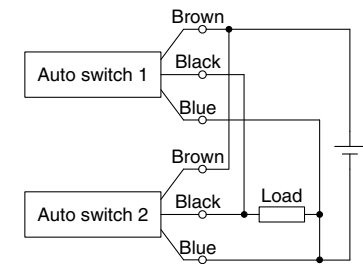 Brown
Auto switch 1
Black
Blue
Brown
Auto switch 2
Black
Load
Blue